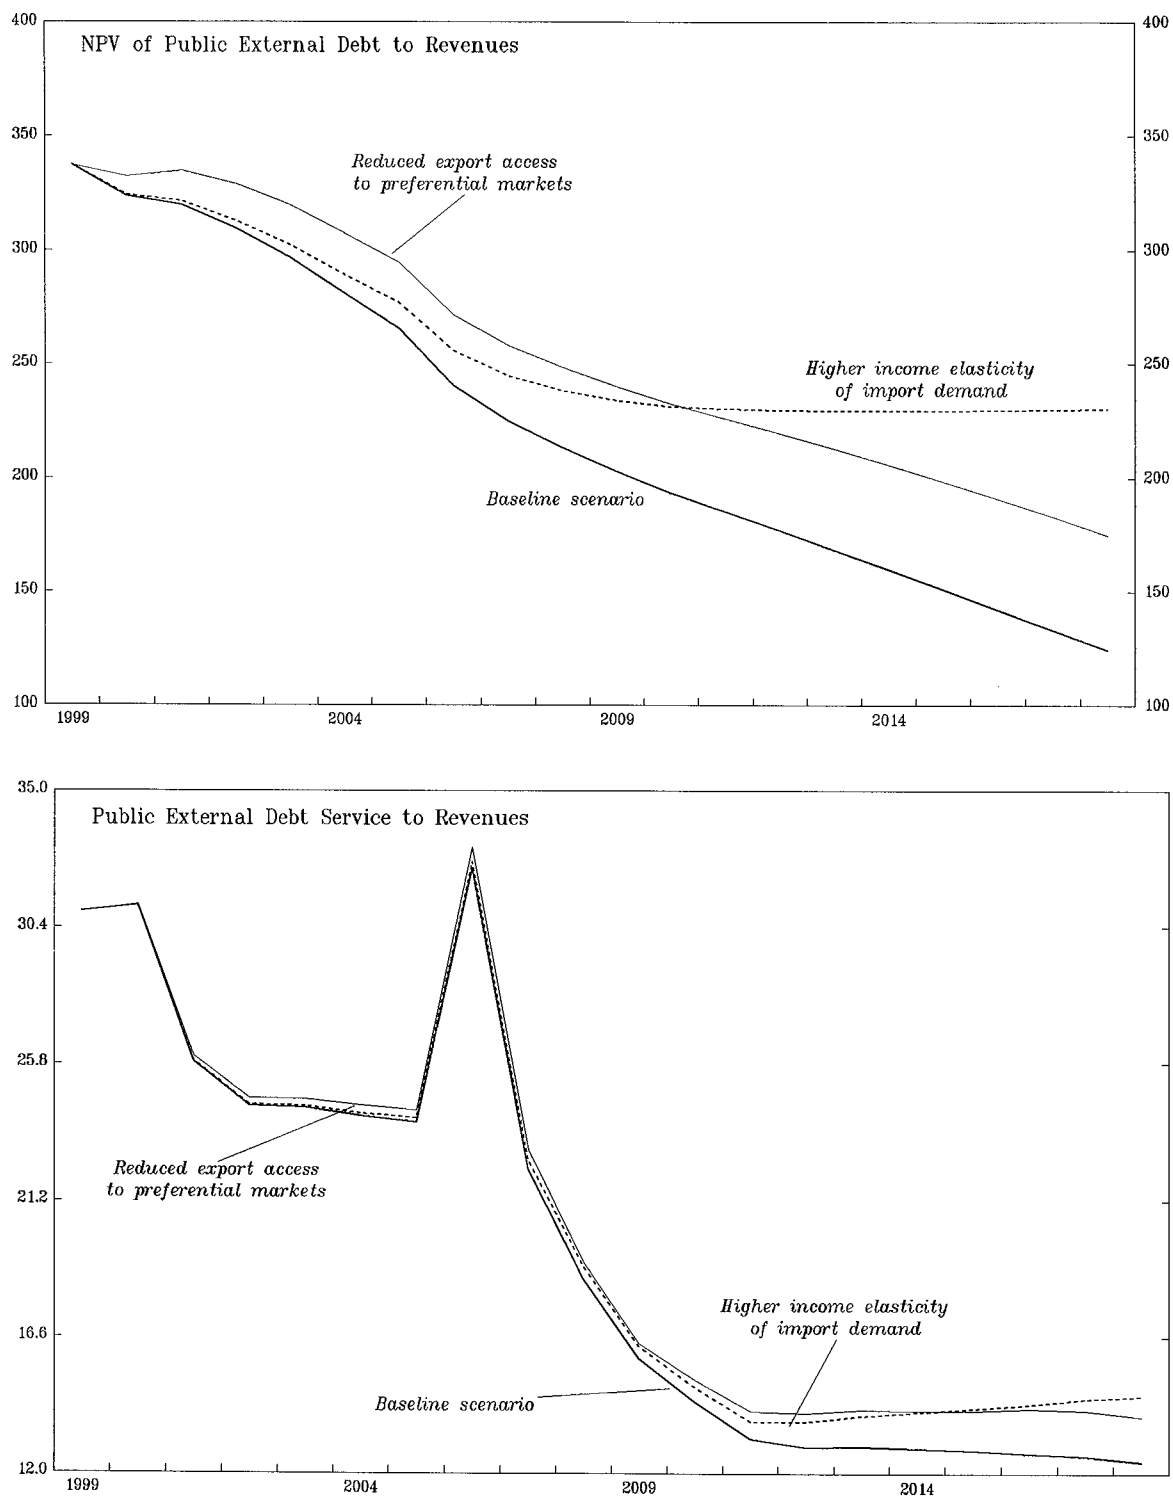 400
400
NPV of Public External Debt to Revenues
350
350
Reduced export access
to preferential markets
300
300
250
250
Higher income elasticity
of import demand
200
200
Baseline scenario
150
150
100
100
1999 2004 2009 2014
35.0
Public External Debt Service to Revenues
30.4
25.8
Reduced export access
to preferential markets
21.2
Higher income elasticity
of import demand
16.6
Baseline scenario
12.0
1999 2004 2009 2014